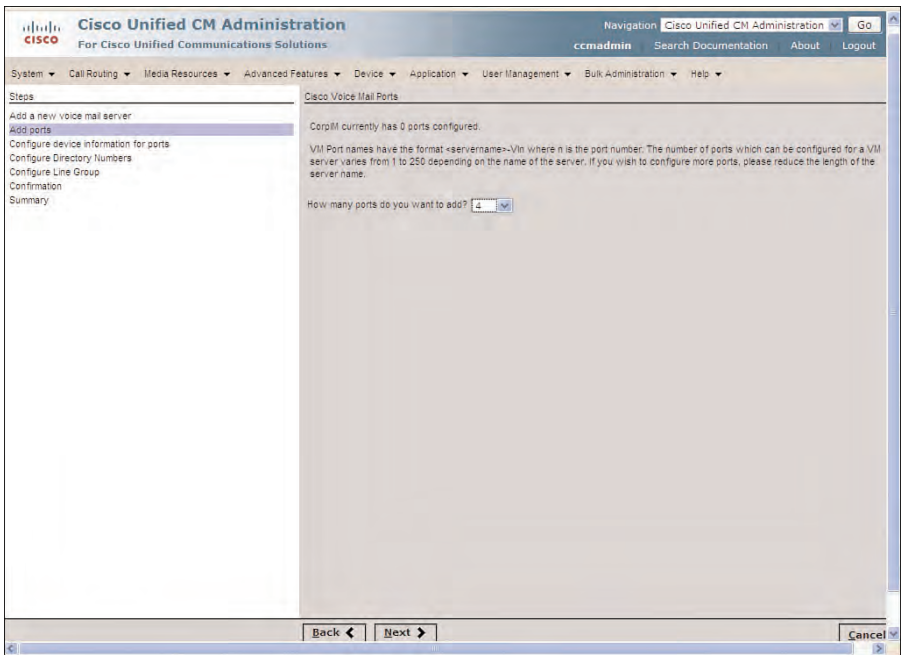 Cisco Unified CM Administration
For Cisco Unified Communications Solutions
CISCO
Navigation Cisco Unified CM Administration Go
ccmadmin Search Documentation About Logout
System Call Routing Media Resources Advanced Features Device Application User Management Bulk Administration Help
Steps
Add a new voice mail server
Add ports
Configure device information for ports
Configure Directory Numbers
Configure Line Group
Confirmation
Summary
Cisco Voice Mail Ports
CorpIM currently has 0 ports configured.
VM Port names have the format <servername>-VIn where n is the port number. The number of ports which can be configured for a VM
server varies from 1 to 250 depending on the name of the server. If you wish to configure more ports, please reduce the length of the
server name.
How many ports do you want to add? 4
Back Next Cancel